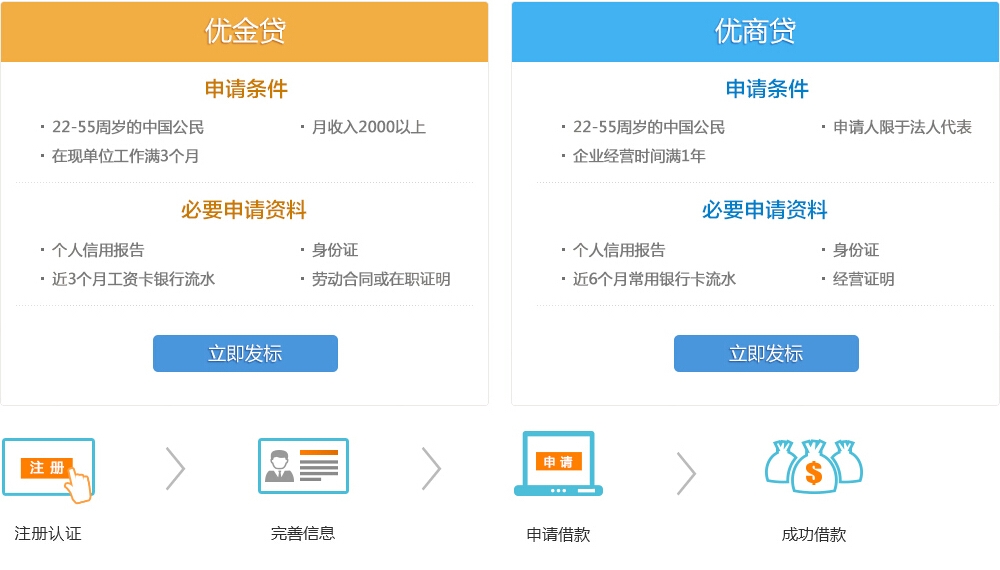 优金贷
申请条件
· 22-55周岁的中国公民
· 月收入2000以上
· 在现单位工作满3个月
必要申请资料
· 个人信用报告
· 身份证
· 近3个月工资卡银行流水
· 劳动合同或在职证明
立即发标
优商贷
申请条件
· 22-55周岁的中国公民
· 申请人限于法人代表
· 企业经营时间满1年
必要申请资料
· 个人信用报告
· 身份证
· 近6个月常用银行卡流水
· 经营证明
立即发标
注册
申请
$
注册认证
完善信息
申请借款
成功借款